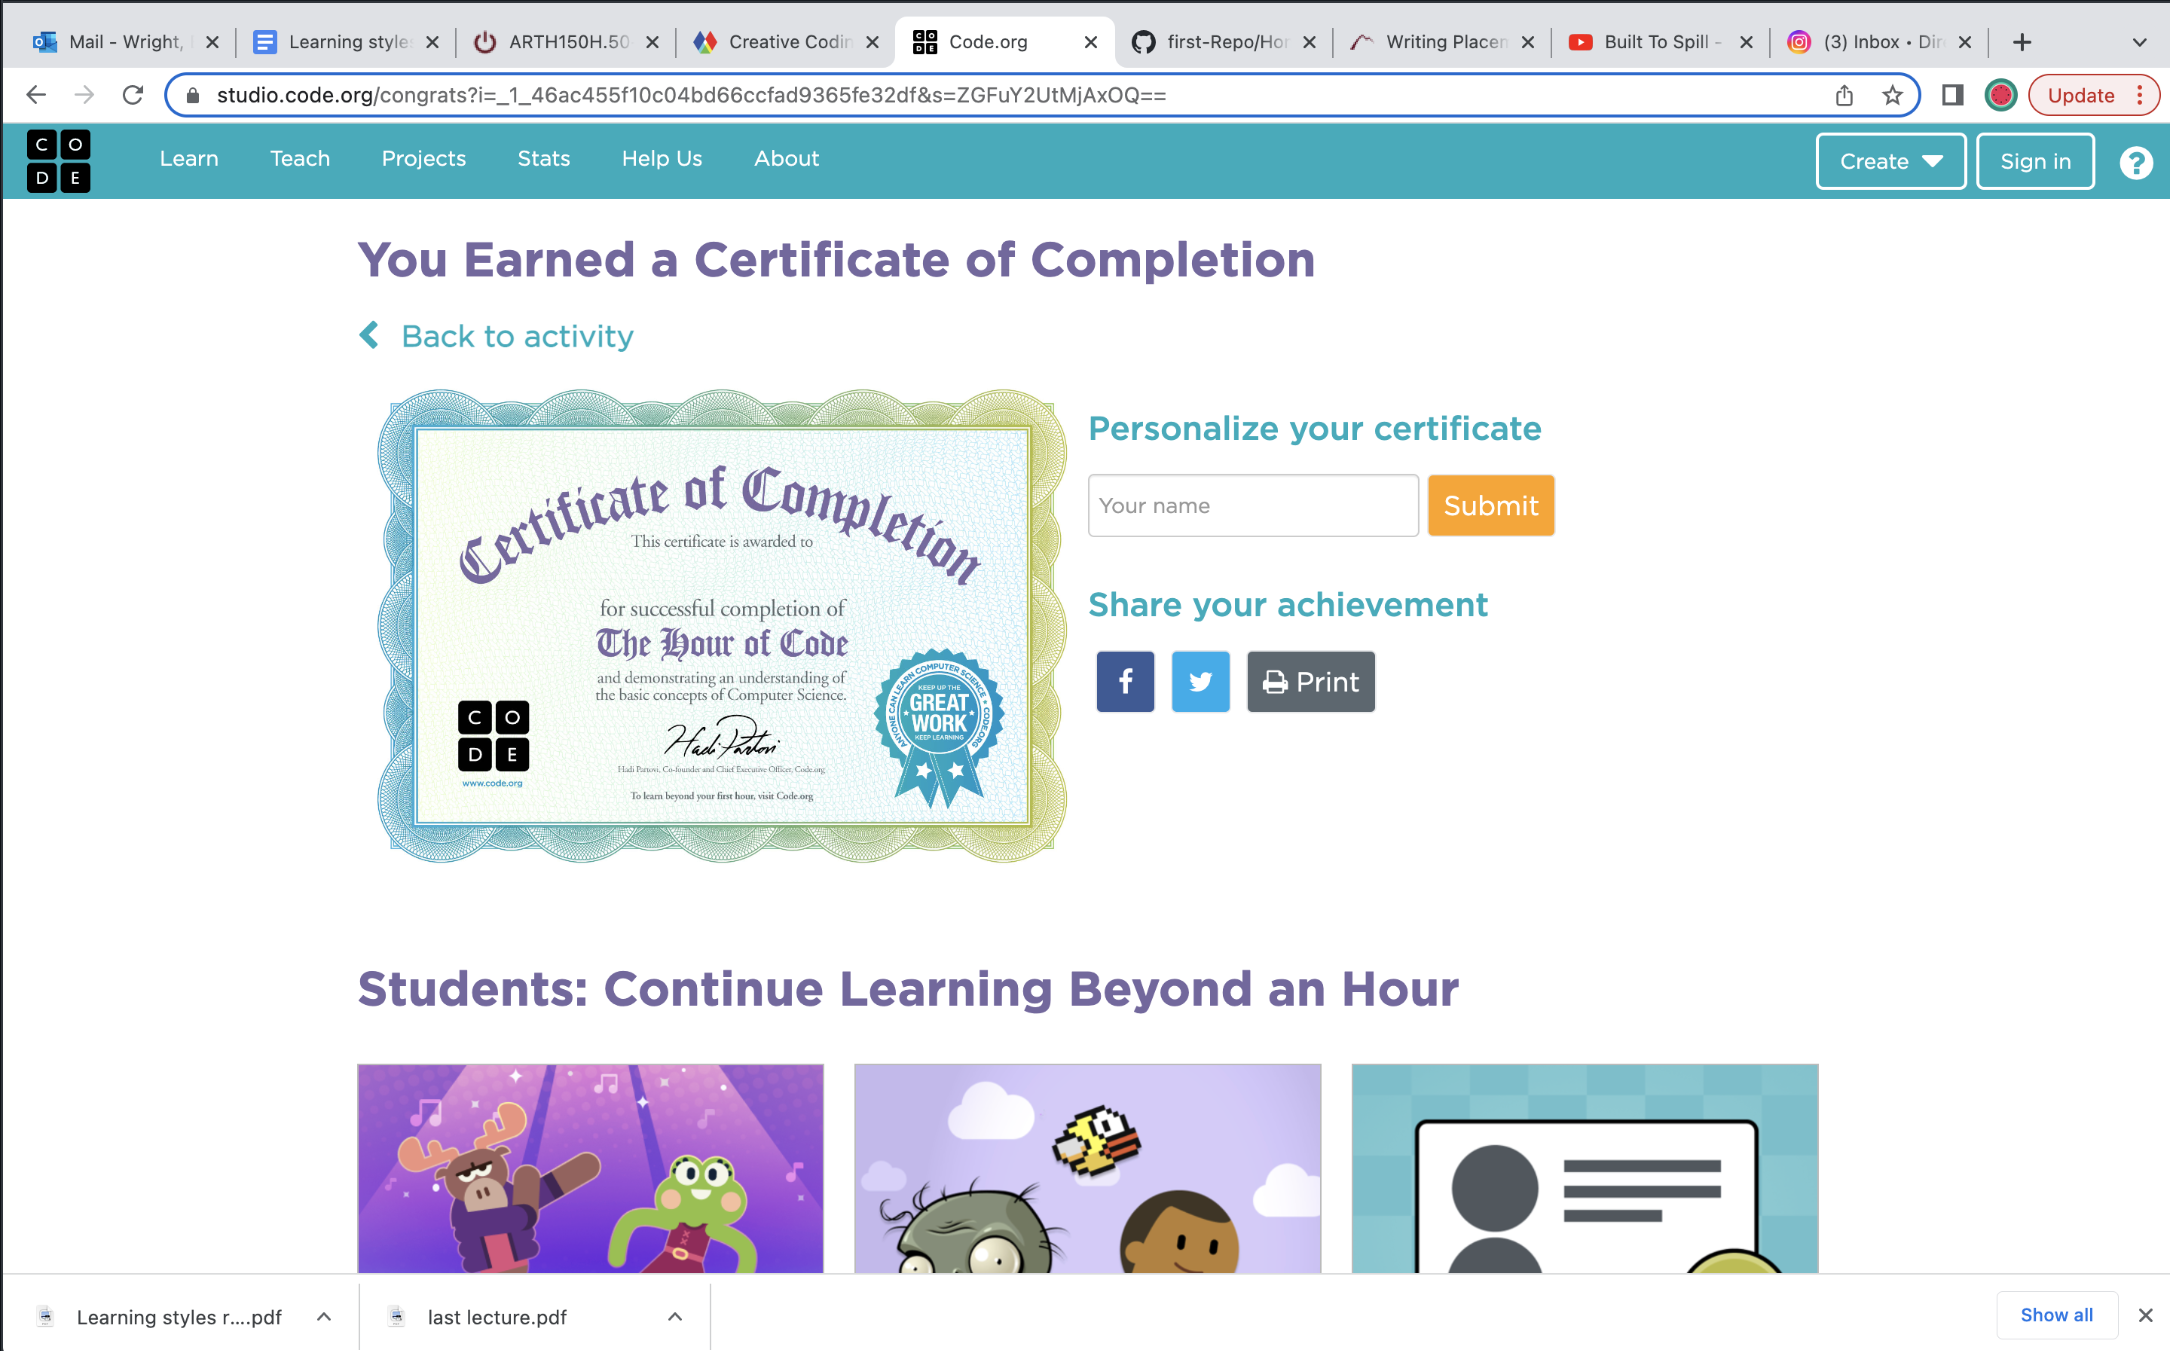 Mail - Wright,
Learning style
ARTH150H.50
Creative Codin
Code.org
first-Repo/Hor
Writing Placem
Built To Spill -
(3) Inbox • Dir
studio.code.org/congrats?i=_1_46ac455f10c04bd66ccfad9365fe32df&s=ZGFuY2UtMjAxOQ==
Update
C O
D E
Learn
Teach
Projects
Stats
Help Us
About
Create
Sign in
?
You Earned a Certificate of Completion
Back to activity
Certificate of Completion
This certificate is awarded to
for successful completion of
The Hour of Code
and demonstrating an understanding of
the basic concepts of Computer Science.
C O
D E
www.code.org
Hadi Partovi
Hadi Partovi, Co-founder and Chief Executive Officer, Code.org
To learn beyond your first hour, visit Code.org
ANYONE CAN LEARN COMPUTER SCIENCE • CODE.ORG
KEEP UP THE
GREAT
WORK
KEEP LEARNING
Personalize your certificate
Your name
Submit
Share your achievement
f
Print
Students: Continue Learning Beyond an Hour
Learning styles r....pdf
last lecture.pdf
Show all